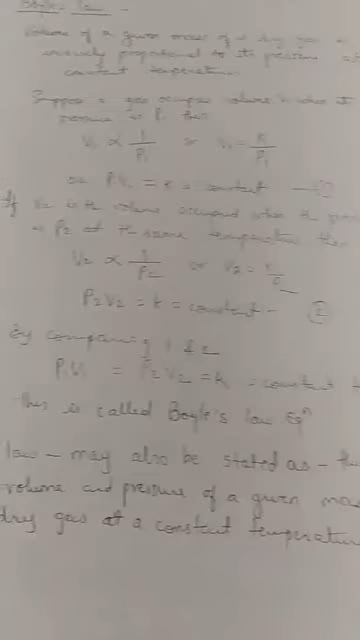 Boyle's law -
Volume of a given mass of a dry gas is
inversely proportional to its pressure at
constant temperature.
Suppose a gas occupies volume V₁ when its
pressure is P₁ then
V₁ ∝ 1/P₁ or V₁ = k/P₁
or P₁V₁ = k = constant —①
If V₂ is the volume occupied when the
is P₂ at the same temperature then
V₂ ∝ 1/P₂ or V₂ =
P₂V₂ = k = constant - ②
By comparing 1 & 2
P₁V₁ = P₂V₂ = k = constant
This is called Boyle's law Eqⁿ
law - may also be stated as - the
volume and pressure of a given mass
dry gas at a constant temperature